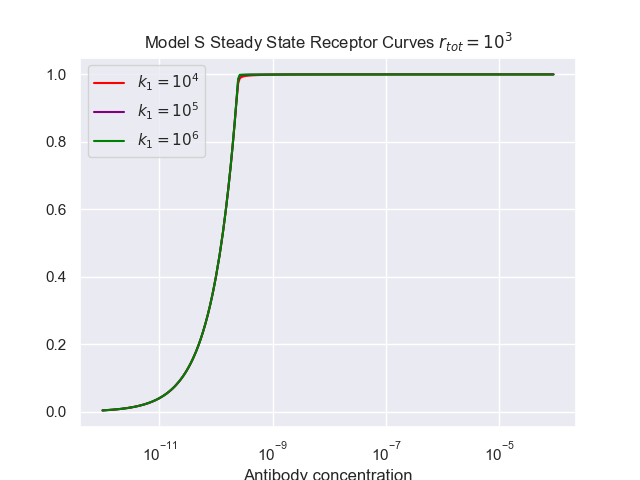 Model S Steady State Receptor Curves $r_{tot} = 10^3$
$k_1 = 10^4$
$k_1 = 10^5$
$k_1 = 10^6$
1.0
0.8
0.6
0.4
0.2
0.0
$10^{-11}$ $10^{-9}$ $10^{-7}$ $10^{-5}$
Antibody concentration